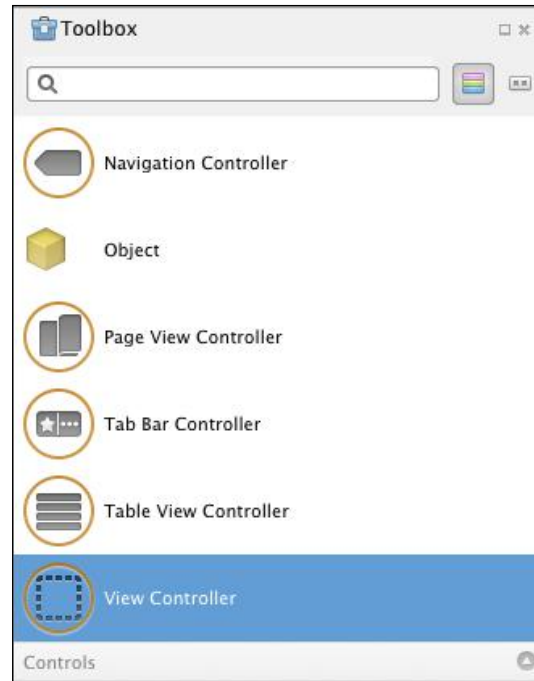 Toolbox
Navigation Controller
Object
Page View Controller
Tab Bar Controller
Table View Controller
View Controller
Controls